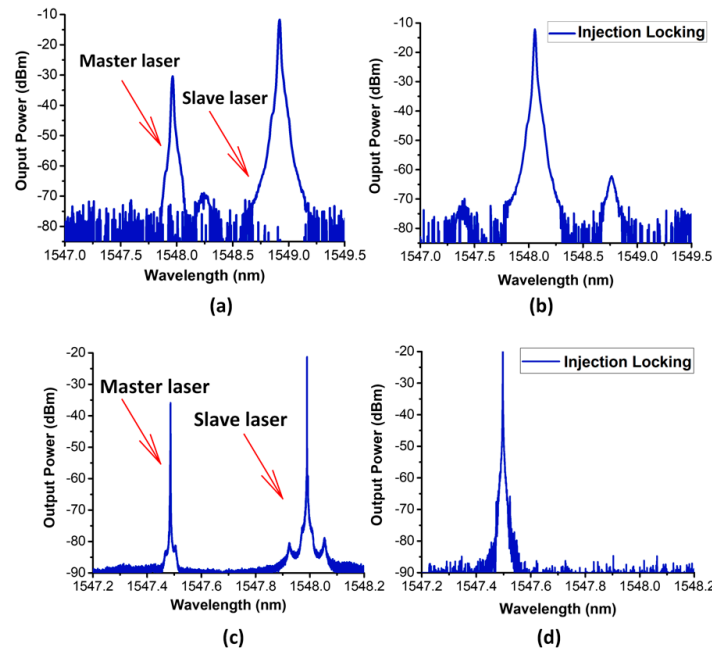 -10
-20
-30
-40
-50
-60
-70
-80
Ouput Power (dBm)
Master laser
Slave laser
1547.0 1547.5 1548.0 1548.5 1549.0 1549.5
Wavelength (nm)
(a)
-10
-20
-30
-40
-50
-60
-70
-80
Ouput Power (dBm)
Injection Locking
1547.0 1547.5 1548.0 1548.5 1549.0 1549.5
Wavelength (nm)
(b)
-20
-30
-40
-50
-60
-70
-80
-90
Output Power (dBm)
Master laser
Slave laser
1547.2 1547.4 1547.6 1547.8 1548.0 1548.2
Wavelength (nm)
(c)
-20
-30
-40
-50
-60
-70
-80
-90
Output Power (dBm)
Injection Locking
1547.2 1547.4 1547.6 1547.8 1548.0 1548.2
Wavelength (nm)
(d)